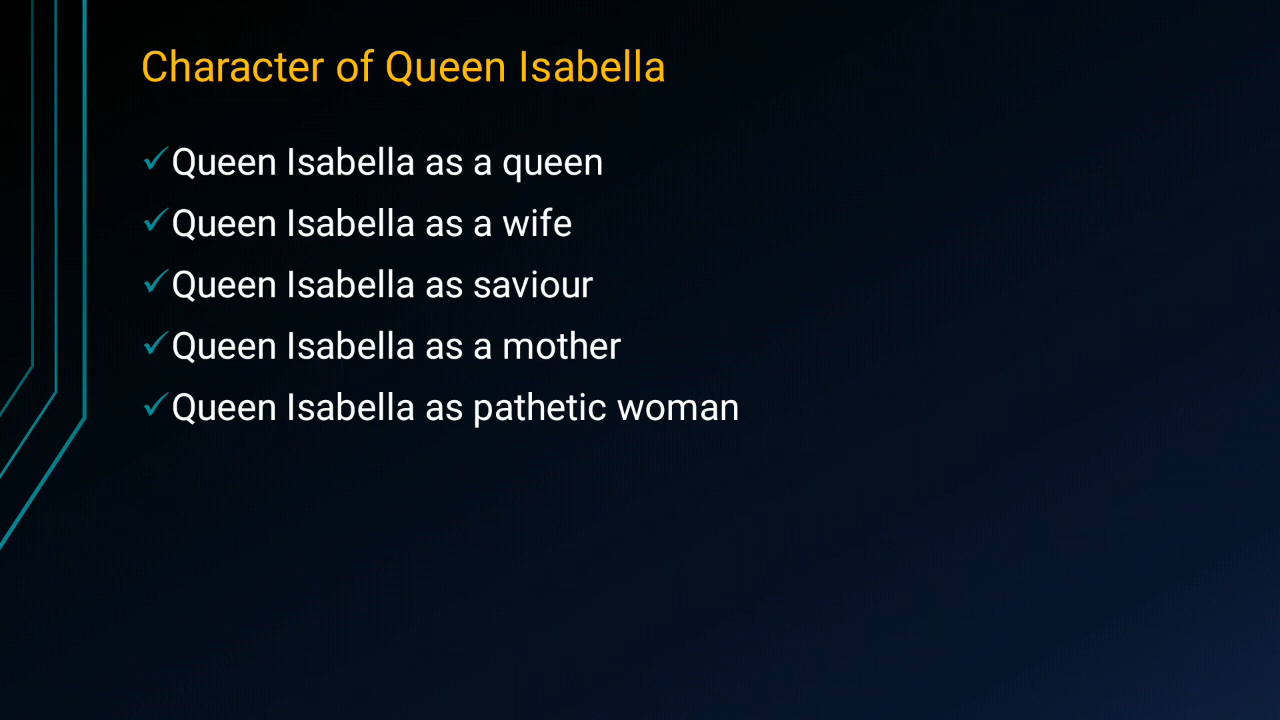 Character of Queen Isabella
✓Queen Isabella as a queen
✓Queen Isabella as a wife
✓Queen Isabella as saviour
✓Queen Isabella as a mother
✓Queen Isabella as pathetic woman